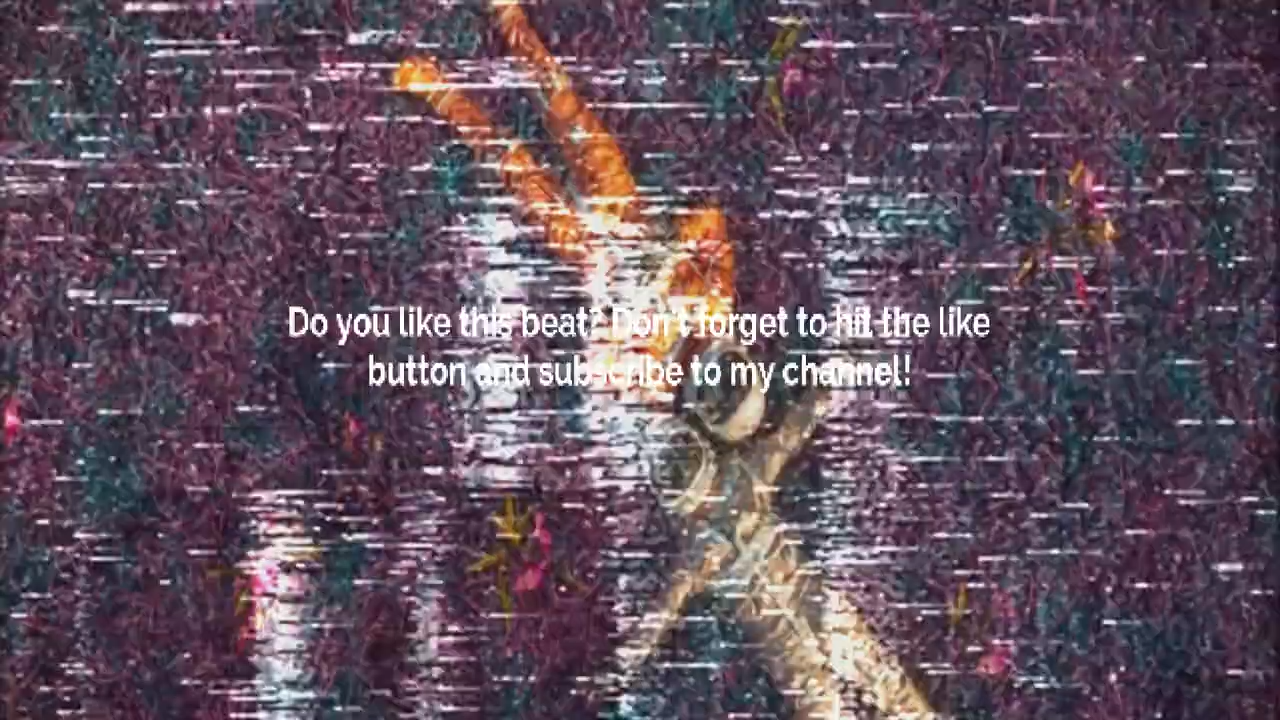 Do you like this beat? Don't forget to hit the like
button and subscribe to my channel!